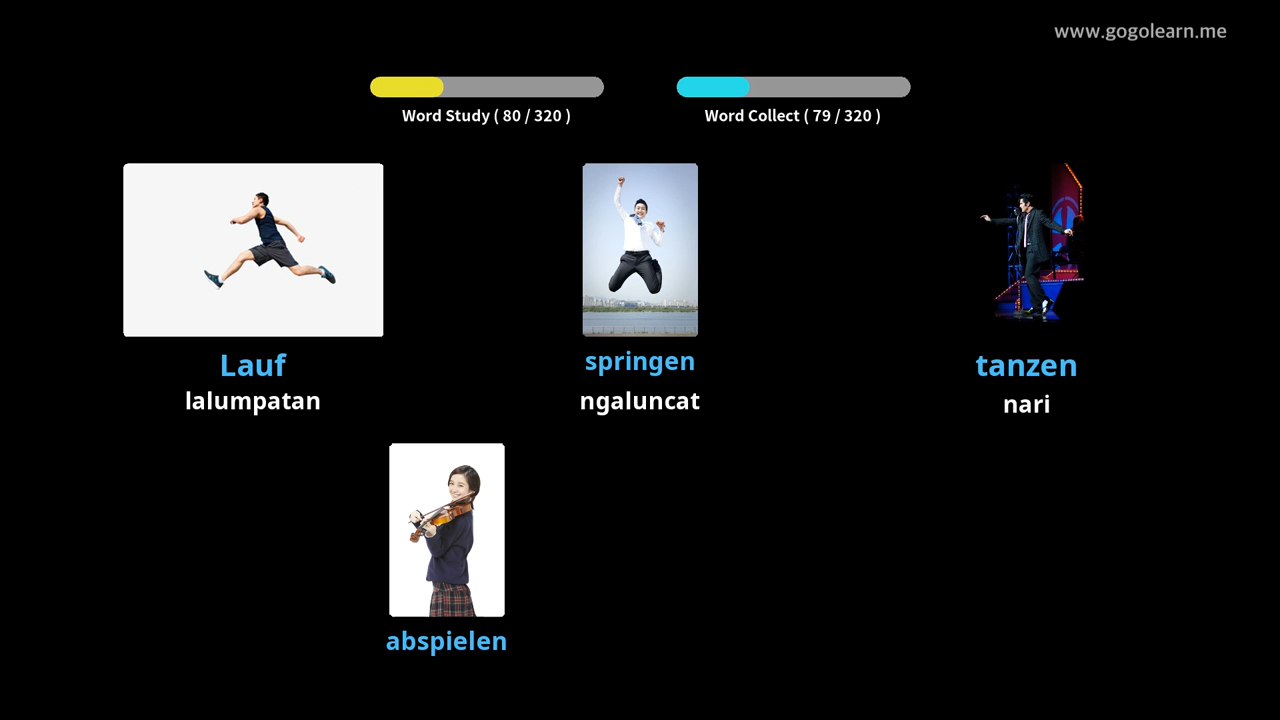 www.gogolearn.me
Word Study ( 80 / 320 )
Word Collect ( 79 / 320 )
Lauf
lalumpatan
springen
ngaluncat
tanzen
nari
abspielen